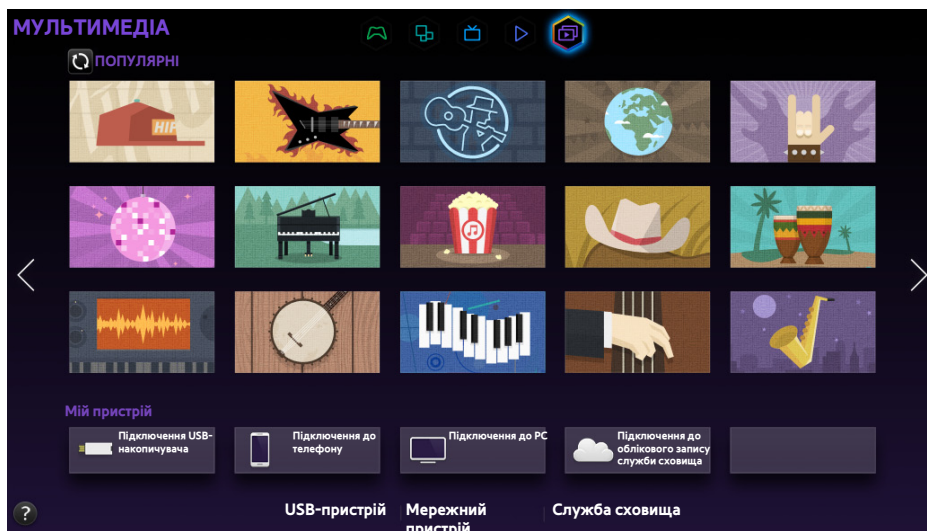 МУЛЬТИМЕДІА
ПОПУЛЯРНІ
HIP
Мій пристрій
Підключення USB-
накопичувача
Підключення до
телефону
Підключення до PC
Підключення до
облікового запису
служби сховища
?
USB-пристрій
Мережний
пристрій
Служба сховища